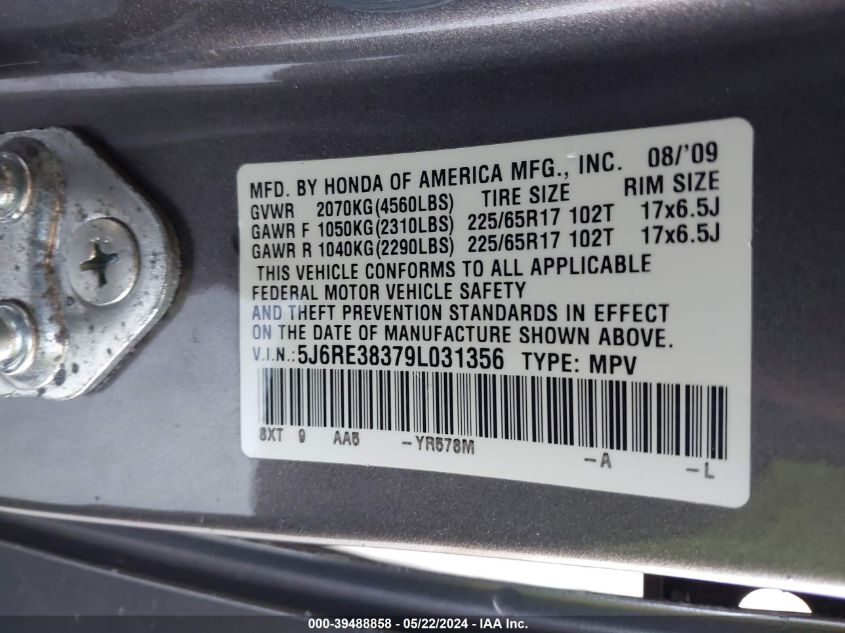 MFD. BY HONDA OF AMERICA MFG., INC. 08/'09
GVWR 2070KG(4560LBS) TIRE SIZE RIM SIZE
GAWR F 1050KG(2310LBS) 225/65R17 102T 17x6.5J
GAWR R 1040KG(2290LBS) 225/65R17 102T 17x6.5J
THIS VEHICLE CONFORMS TO ALL APPLICABLE
FEDERAL MOTOR VEHICLE SAFETY
AND THEFT PREVENTION STANDARDS IN EFFECT
ON THE DATE OF MANUFACTURE SHOWN ABOVE.
V.I.N.: 5J6RE38379L031356 TYPE: MPV
8XT 9 AA5 -YR578M -A -L
000-39488858 - 05/22/2024 - IAA Inc.